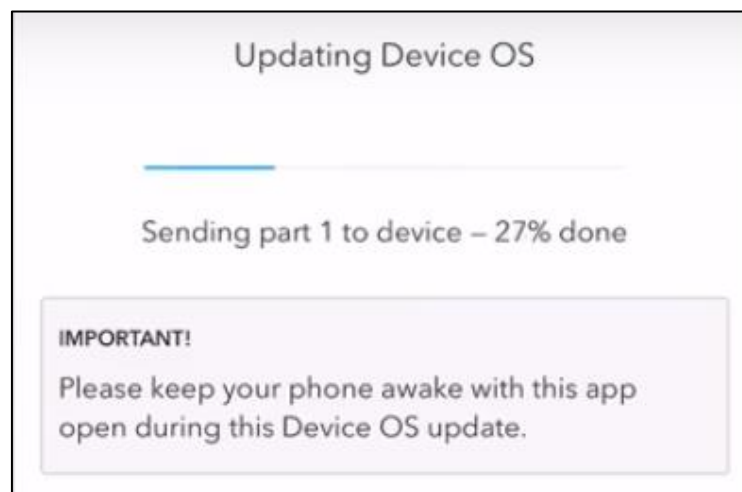 Updating Device OS
Sending part 1 to device – 27% done
IMPORTANT!
Please keep your phone awake with this app
open during this Device OS update.